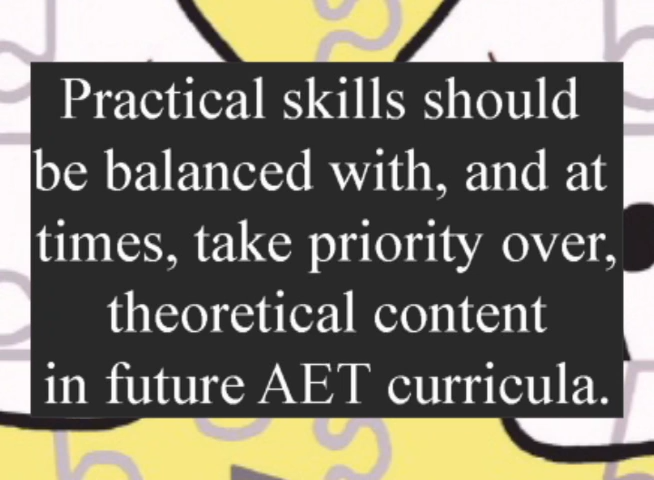 Practical skills should
be balanced with, and at
times, take priority over,
theoretical content
in future AET curricula.